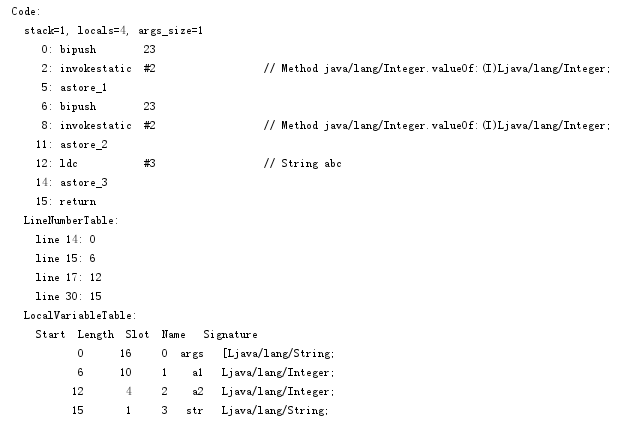 Code:
stack=1, locals=4, args_size=1
0: bipush 23
2: invokestatic #2 // Method java/lang/Integer.valueOf:(I)Ljava/lang/Integer;
5: astore_1
6: bipush 23
8: invokestatic #2 // Method java/lang/Integer.valueOf:(I)Ljava/lang/Integer;
11: astore_2
12: ldc #3 // String abc
14: astore_3
15: return
LineNumberTable:
line 14: 0
line 15: 6
line 17: 12
line 30: 15
LocalVariableTable:
Start Length Slot Name Signature
0 16 0 args [Ljava/lang/String;
6 10 1 a1 Ljava/lang/Integer;
12 4 2 a2 Ljava/lang/Integer;
15 1 3 str Ljava/lang/String;